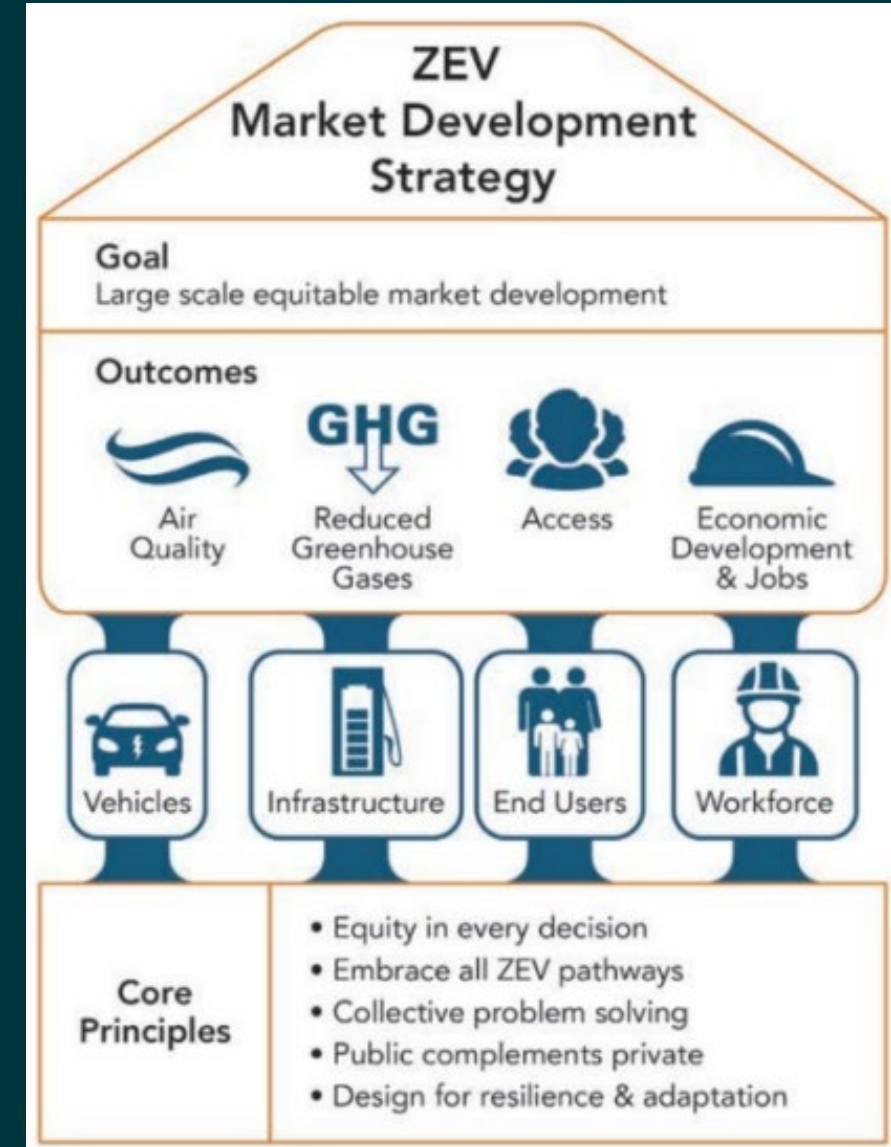 ZEV
Market Development
Strategy
Goal
Large scale equitable market development
Outcomes
Air
Quality
GHG
Reduced
Greenhouse
Gases
Access
Economic
Development
& Jobs
Vehicles
Infrastructure
End Users
Workforce
Core
Principles
• Equity in every decision
• Embrace all ZEV pathways
• Collective problem solving
• Public complements private
• Design for resilience & adaptation